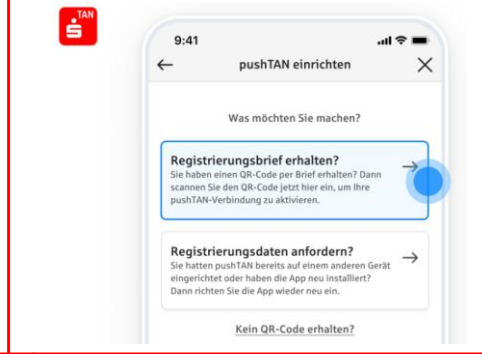 TAN
9:41
pushTAN einrichten
Was möchten Sie machen?
Registrierungsbrief erhalten?
Sie haben einen QR-Code per Brief erhalten? Dann
scannen Sie den QR-Code jetzt hier ein, um Ihre
pushTAN-Verbindung zu aktivieren.
Registrierungsdaten anfordern?
Sie hatten pushTAN bereits auf einem anderen Gerät
eingerichtet oder haben die App neu installiert?
Dann richten Sie die App wieder neu ein.
Kein QR-Code erhalten?